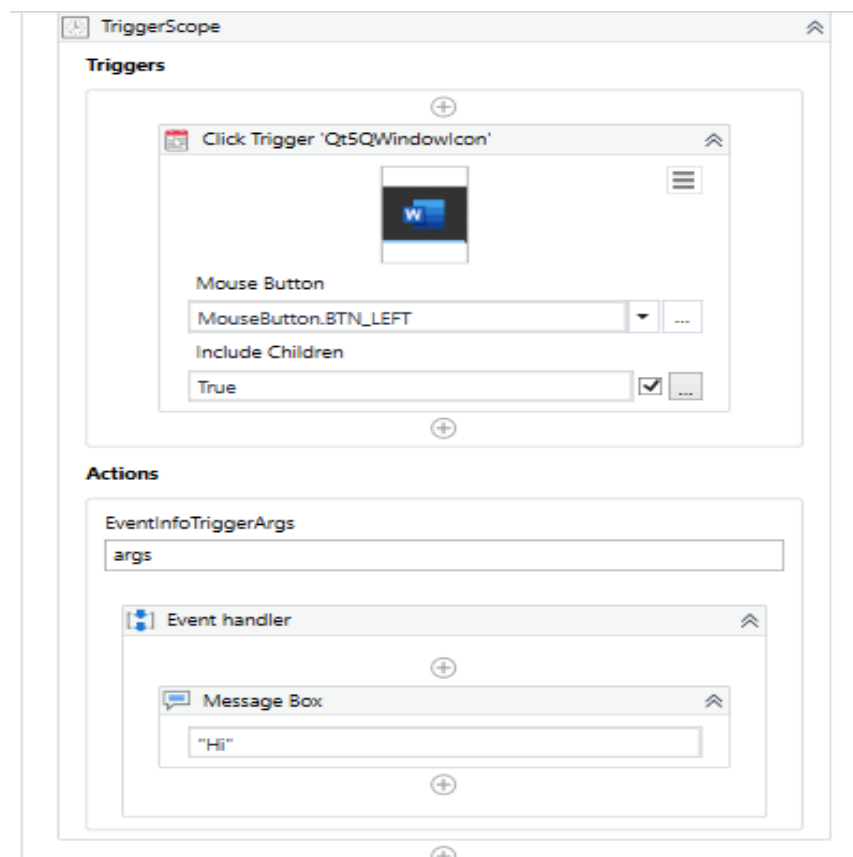 TriggerScope
Triggers
Click Trigger 'Qt5QWindowIcon'
W
Mouse Button
MouseButton.BTN_LEFT
...
Include Children
True
...
Actions
EventInfoTriggerArgs
args
Event handler
Message Box
"Hi"